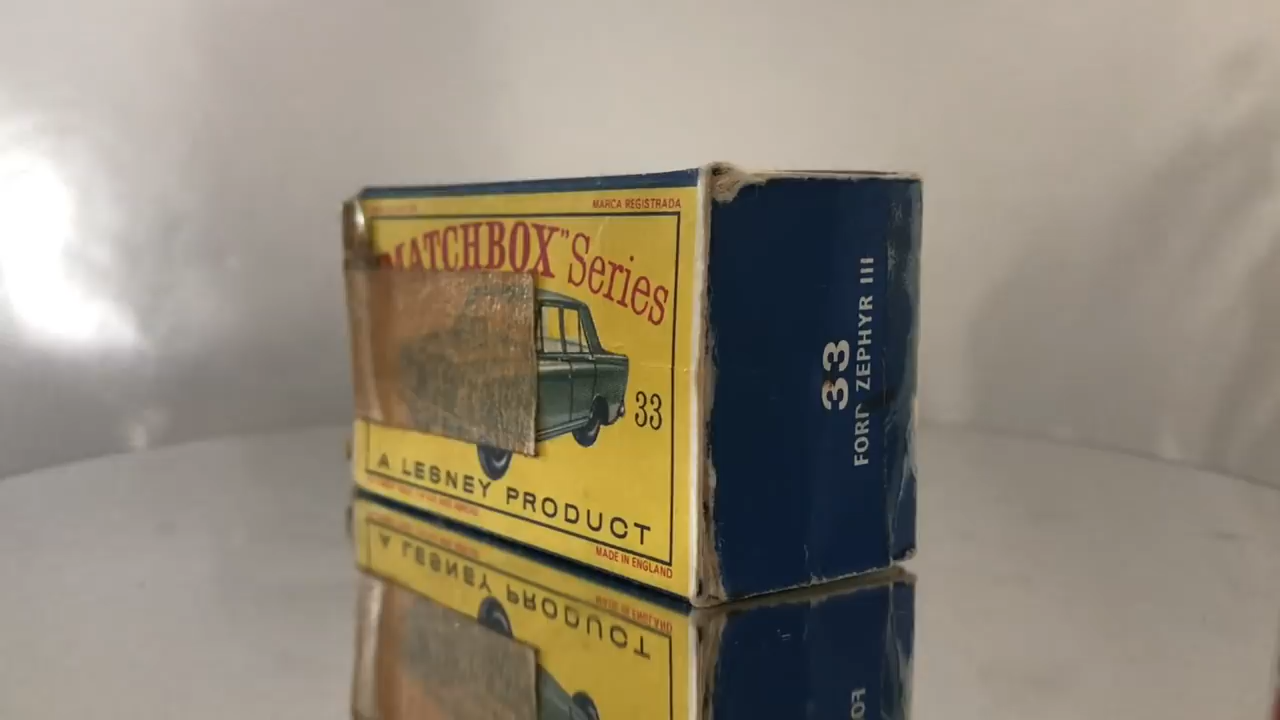 MARCA REGISTRADA
MATCHBOX" Series
33
A LESNEY PRODUCT
MADE IN ENGLAND
33
FORD ZEPHYR III